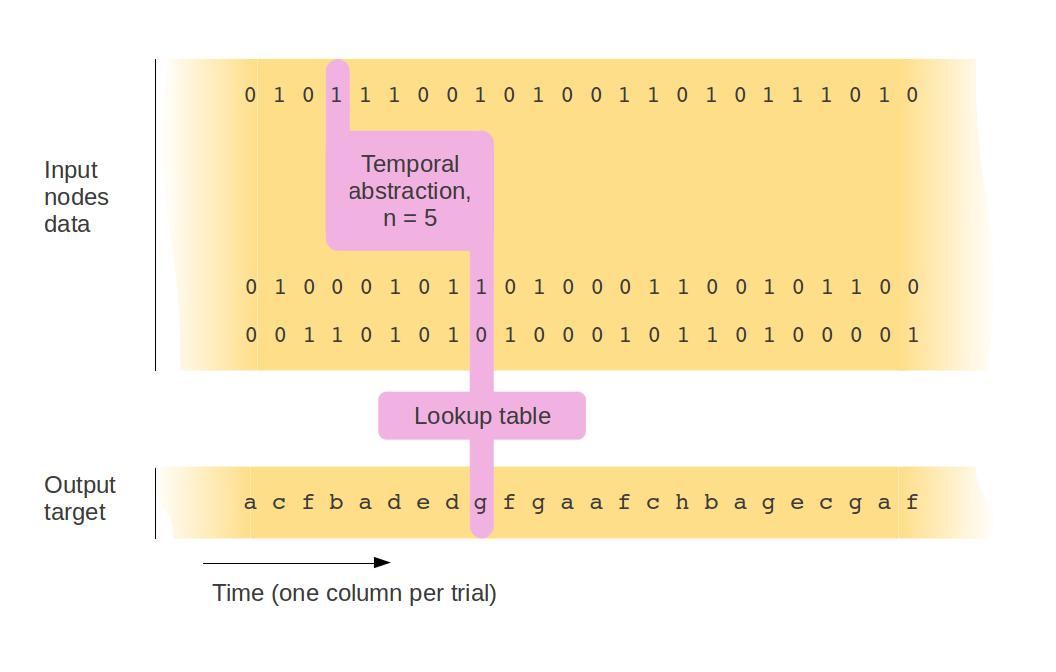 0 1 0 1 1 1 0 0 1 0 1 0 0 1 1 0 1 0 1 1 1 0 1 0
Temporal
abstraction,
n = 5
Input
nodes
data
0 1 0 0 0 1 0 1 1 0 1 0 0 0 1 1 0 0 1 0 1 1 0 0
0 0 1 1 0 1 0 1 0 1 0 0 0 1 0 1 1 0 1 0 0 0 0 1
Lookup table
Output
target
a c f b a d e d g f g a a f c h b a g e c g a f
Time (one column per trial)